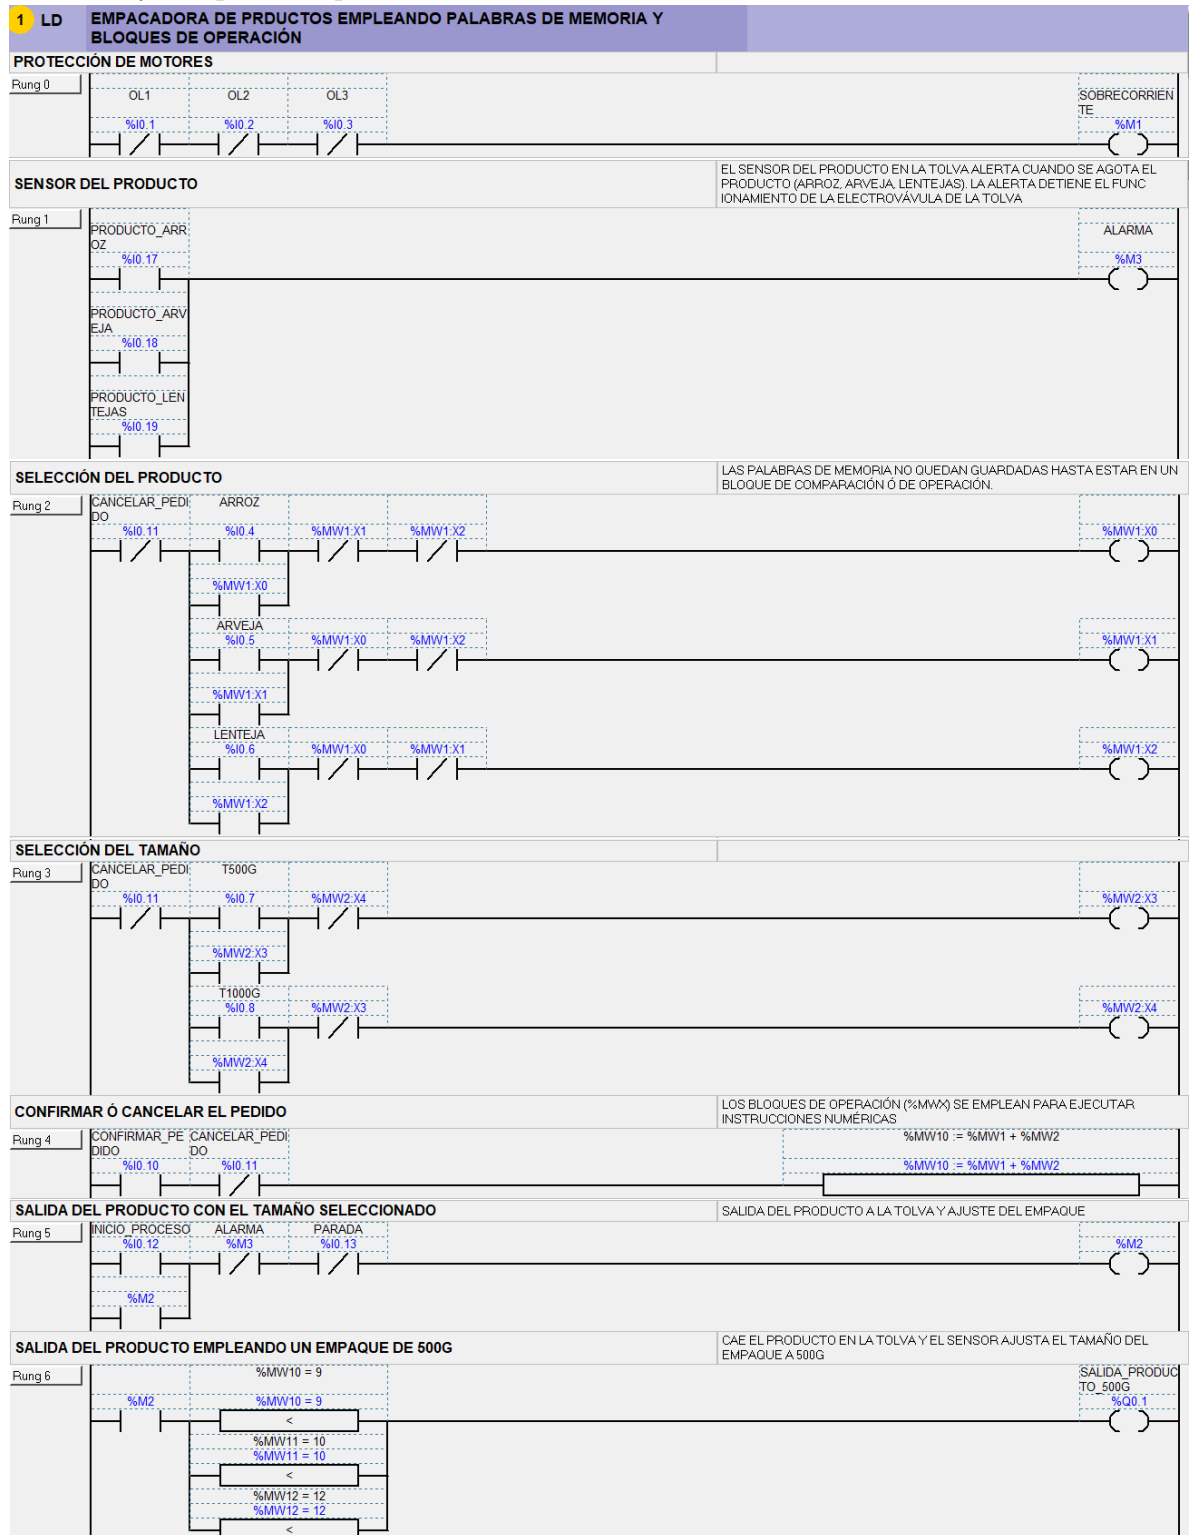 1 LD EMPACADORA DE PRDUCTOS EMPLEANDO PALABRAS DE MEMORIA Y
BLOQUES DE OPERACIÓN
PROTECCIÓN DE MOTORES
Rung 0
OL1 OL2 OL3 SOBRECORRIEN
TE
%I0.1 %I0.2 %I0.3 %M1
SENSOR DEL PRODUCTO
EL SENSOR DEL PRODUCTO EN LA TOLVA ALERTA CUANDO SE AGOTA EL
PRODUCTO (ARROZ, ARVEJA, LENTEJAS). LA ALERTA DETIENE EL FUNC
IONAMIENTO DE LA ELECTROVÁVULA DE LA TOLVA
Rung 1
PRODUCTO_ARR
OZ
ALARMA
%I0.17 %M3
PRODUCTO_ARV
EJA
%I0.18
PRODUCTO_LEN
TEJAS
%I0.19
SELECCIÓN DEL PRODUCTO
LAS PALABRAS DE MEMORIA NO QUEDAN GUARDADAS HASTA ESTAR EN UN
BLOQUE DE COMPARACIÓN Ó DE OPERACIÓN.
Rung 2
CANCELAR_PEDI
DO
ARROZ
%I0.11 %I0.4 %MW1:X1 %MW1:X2 %MW1:X0
%MW1:X0
ARVEJA
%I0.5 %MW1:X0 %MW1:X2 %MW1:X1
%MW1:X1
LENTEJA
%I0.6 %MW1:X0 %MW1:X1 %MW1:X2
%MW1:X2
SELECCIÓN DEL TAMAÑO
Rung 3
CANCELAR_PEDI
DO
T500G
%I0.11 %I0.7 %MW2:X4 %MW2:X3
%MW2:X3
T1000G
%I0.8 %MW2:X3 %MW2:X4
%MW2:X4
CONFIRMAR Ó CANCELAR EL PEDIDO
LOS BLOQUES DE OPERACIÓN (%MWX) SE EMPLEAN PARA EJECUTAR
INSTRUCCIONES NUMÉRICAS
Rung 4
CONFIRMAR_PE
DIDO
CANCELAR_PEDI
DO
%MW10 := %MW1 + %MW2
%I0.10 %I0.11 %MW10 := %MW1 + %MW2
SALIDA DEL PRODUCTO CON EL TAMAÑO SELECCIONADO
SALIDA DEL PRODUCTO A LA TOLVA Y AJUSTE DEL EMPAQUE
Rung 5
INICIO_PROCESO ALARMA PARADA
%I0.12 %M3 %I0.13 %M2
%M2
SALIDA DEL PRODUCTO EMPLEANDO UN EMPAQUE DE 500G
CAE EL PRODUCTO EN LA TOLVA Y EL SENSOR AJUSTA EL TAMAÑO DEL
EMPAQUE A 500G
Rung 6
%MW10 = 9
SALIDA_PRODUC
TO_500G
%M2 %MW10 = 9 %Q0.1
<
%MW11 = 10
%MW11 = 10
<
%MW12 = 12
%MW12 = 12
<